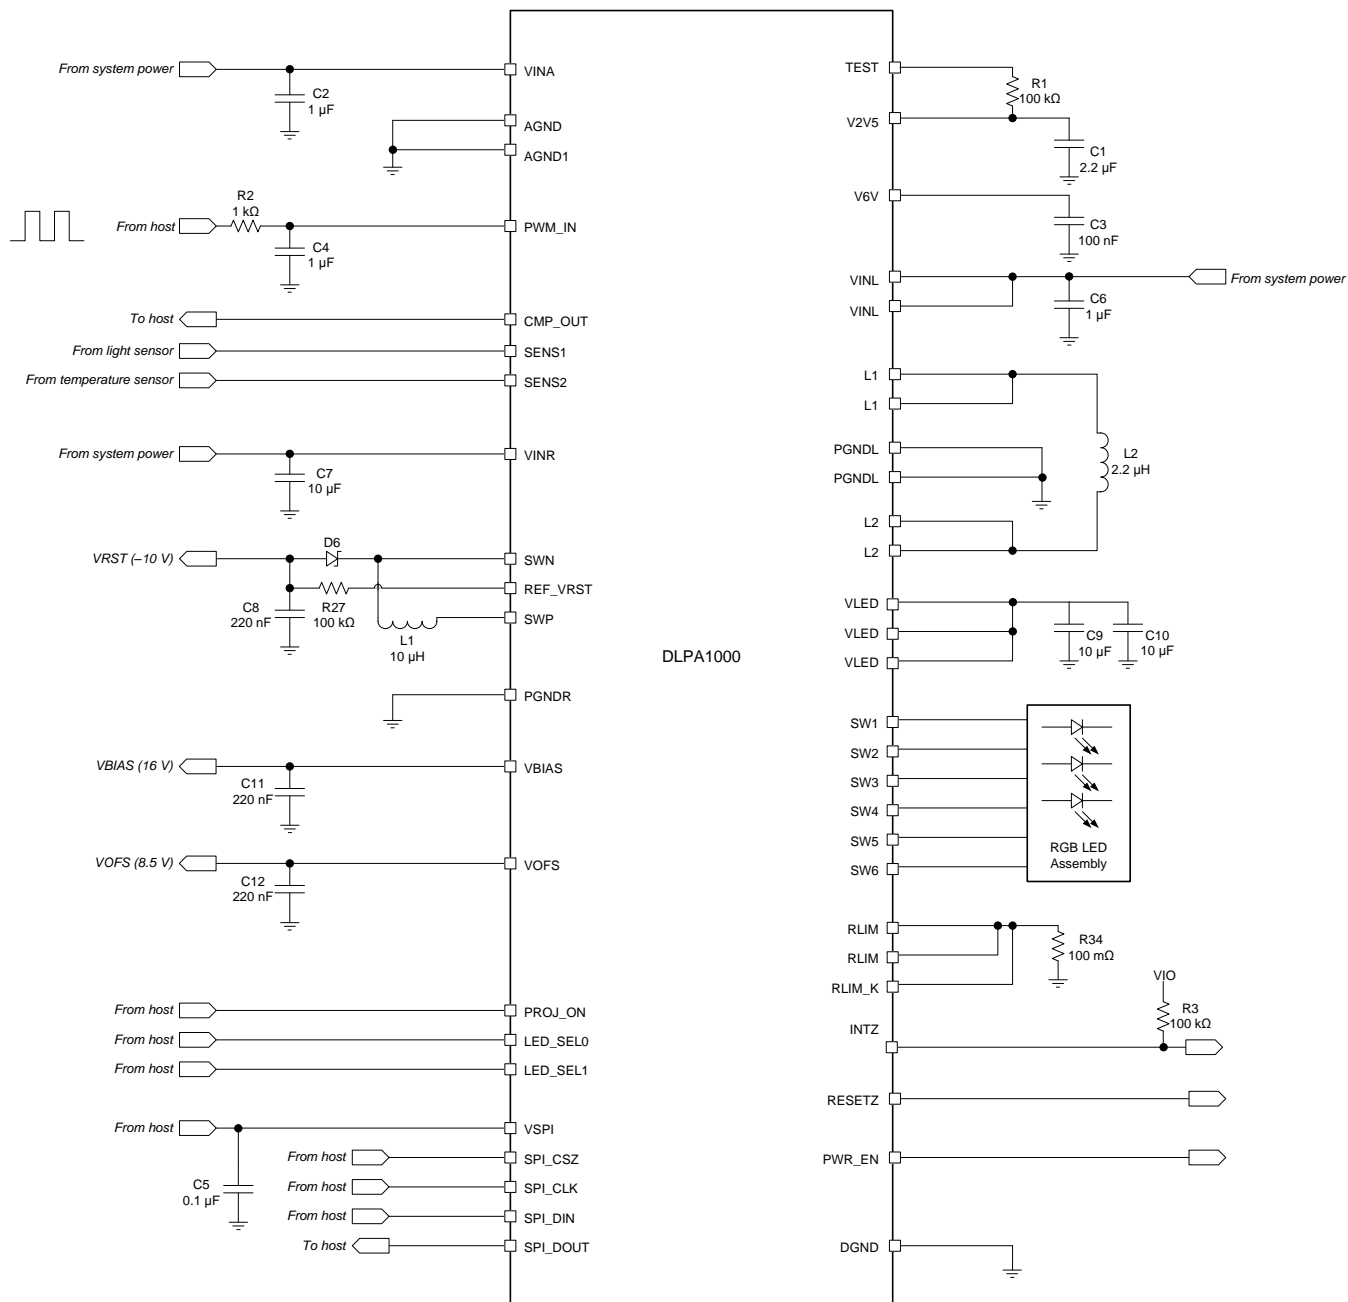 From system power
VINA
C2
1 µF
AGND
AGND1
R2
1 kΩ
From host
PWM_IN
C4
1 µF
To host
CMP_OUT
From light sensor
SENS1
From temperature sensor
SENS2
From system power
VINR
C7
10 µF
VRST (–10 V)
D6
SWN
REF_VRST
C8
220 nF
R27
100 kΩ
SWP
L1
10 µH
PGNDR
VBIAS (16 V)
VBIAS
C11
220 nF
VOFS (8.5 V)
VOFS
C12
220 nF
From host
PROJ_ON
From host
LED_SEL0
From host
LED_SEL1
From host
VSPI
From host
SPI_CSZ
C5
0.1 µF
From host
SPI_CLK
From host
SPI_DIN
To host
SPI_DOUT
DLPA1000
TEST
R1
100 kΩ
V2V5
C1
2.2 µF
V6V
C3
100 nF
VINL
From system power
VINL
C6
1 µF
L1
L1
PGNDL
PGNDL
L2
2.2 µH
L2
L2
VLED
VLED
VLED
C9
10 µF
C10
10 µF
SW1
SW2
SW3
SW4
SW5
SW6
RGB LED
Assembly
RLIM
RLIM
RLIM_K
R34
100 mΩ
VIO
R3
100 kΩ
INTZ
RESETZ
PWR_EN
DGND